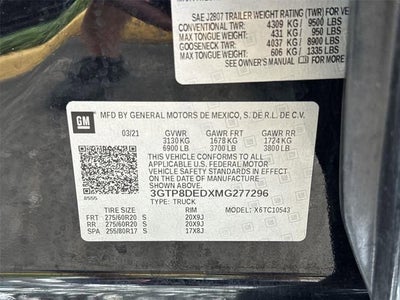 SAE J2807 TRAILER WEIGHT RATING (TWR) FOR
CONVENTIONAL TWR: 4309 KG/ 9500 LBS
MAX TONGUE WEIGHT: 431 KG/ 950 LBS
GOOSENECK TWR: 4037 KG/ 8900 LBS
MAX TONGUE WEIGHT: 606 KG/ 1335 LBS
SEE OWNER'S MANUAL FOR MORE
GM
MFD BY GENERAL MOTORS DE MEXICO, S. DE R.L. DE C.V.
03/21 GVWR GAWR FRT GAWR RR
3130 KG 1678 KG 1724 KG
6900 LB 3700 LB 3800 LB
THIS VEHICLE CONFORMS TO ALL
APPLICABLE U.S. FEDERAL MOTOR
VEHICLE SAFETY STANDARDS IN EFFECT
ON THE DATE OF MANUFACTURE SHOWN
ABOVE.
3GTP8DEDXMG277296
TYPE: TRUCK
TIRE SIZE RIM MODEL: X6TC10543
FRT 275/60R20 S 20X9J
RR 275/60R20 S 20X9J
SPA 255/80R17 S 17X8J